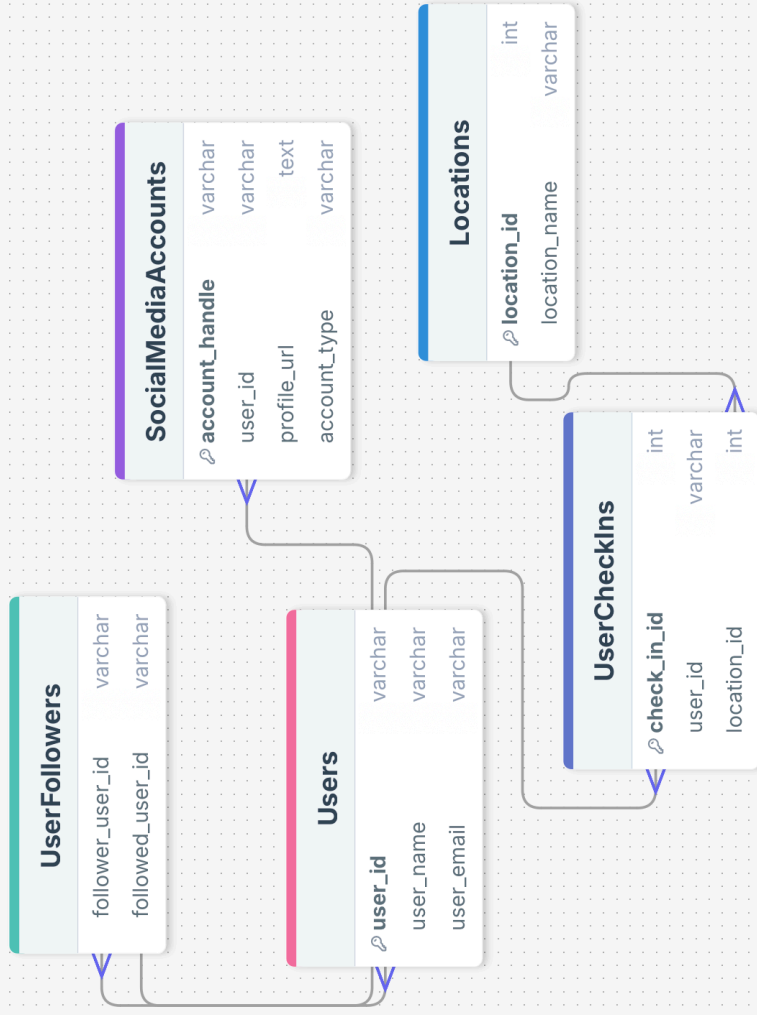 UserFollowers
follower_user_id varchar
followed_user_id varchar
SocialMediaAccounts
account_handle varchar
user_id varchar
profile_url text
account_type varchar
Users
user_id varchar
user_name varchar
user_email varchar
Locations
location_id int
location_name varchar
UserCheckIns
check_in_id int
user_id varchar
location_id int